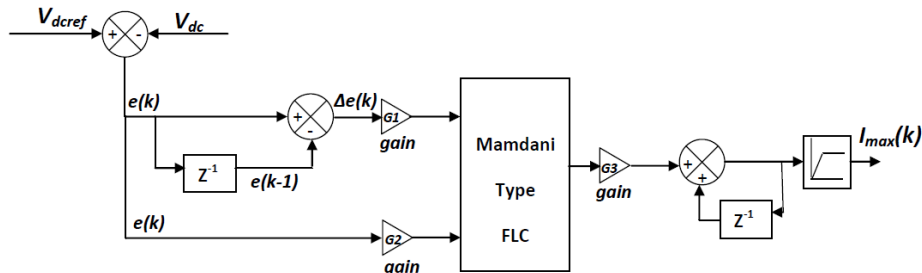 V_dcref
V_dc
+
-
e(k)
Δe(k)
+
-
G1
gain
Z⁻¹
e(k-1)
Mamdani
Type
FLC
G3
gain
+
+
Z⁻¹
I_max(k)
e(k)
G2
gain